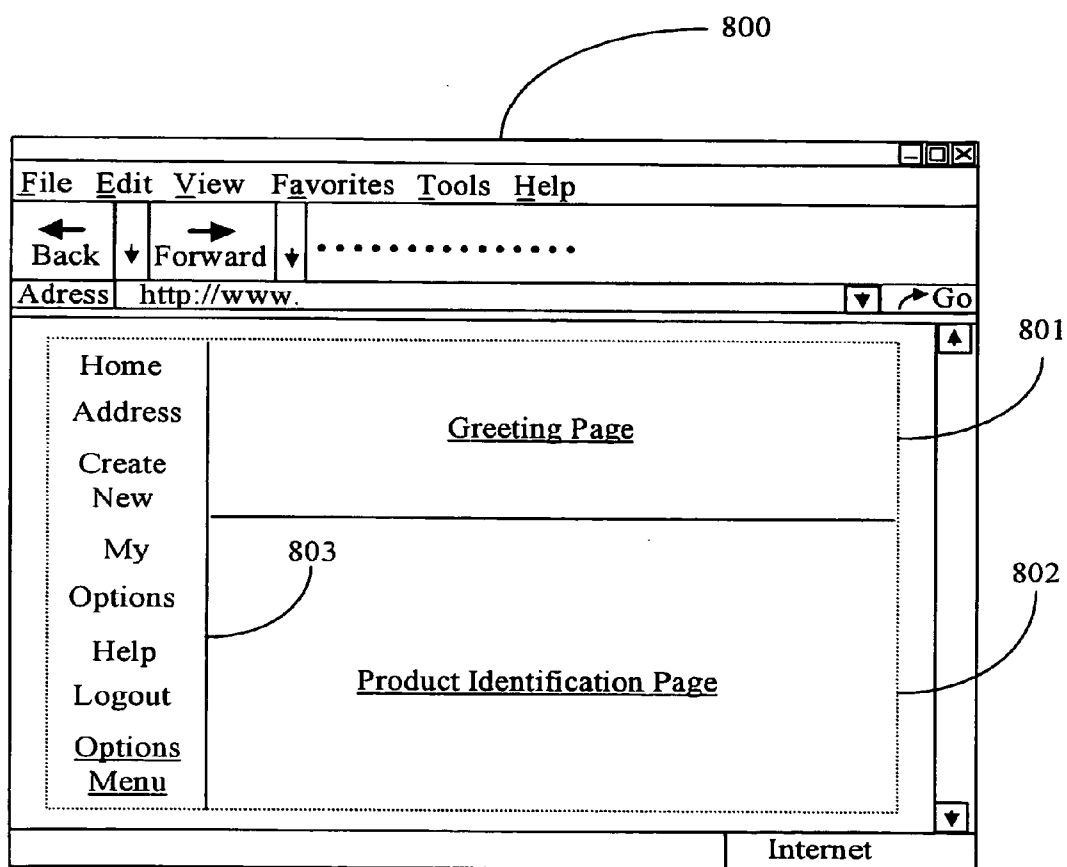 800
File Edit View Favorites Tools Help
Back Forward
Adress http://www. Go
801
Home
Address
Greeting Page
Create
New
My
803
802
Options
Help
Product Identification Page
Logout
Options
Menu
Internet